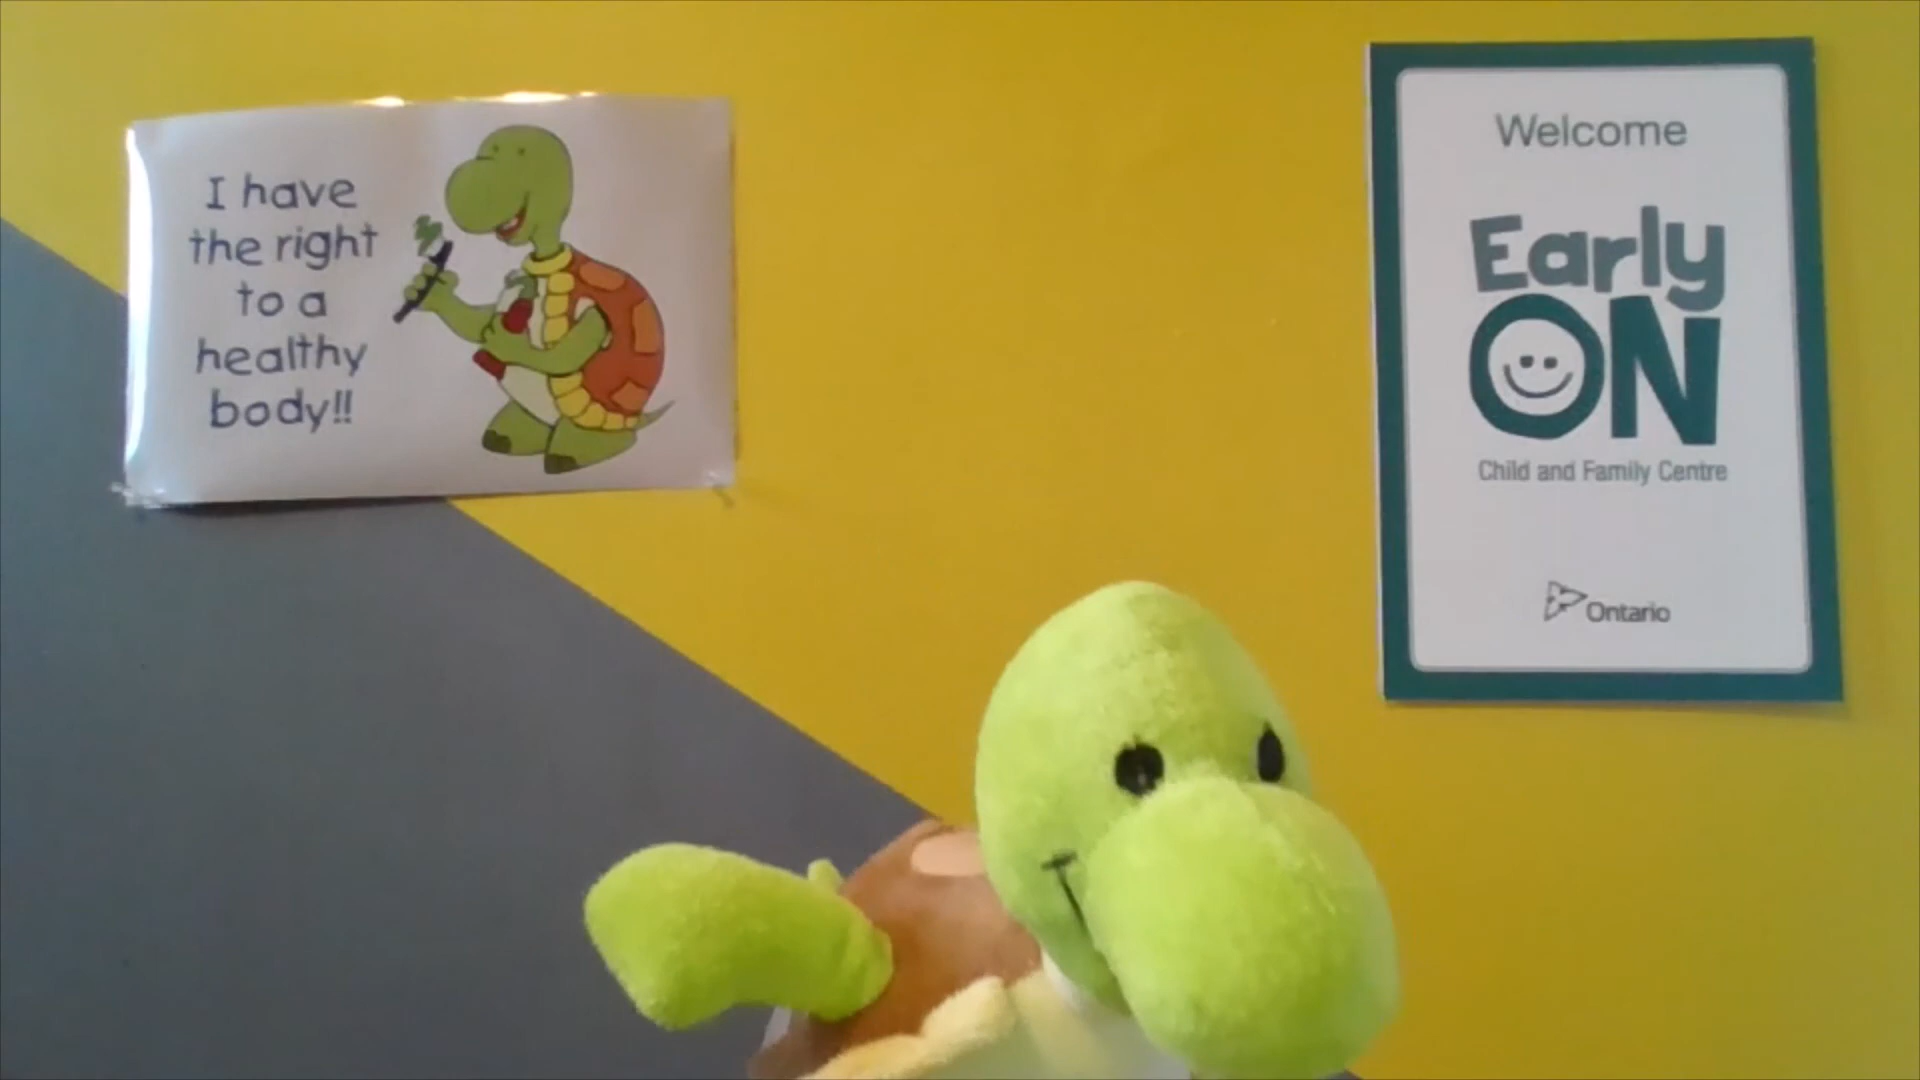 I have
the right
to a
healthy
body!!
Welcome
Early
ON
Child and Family Centre
Ontario